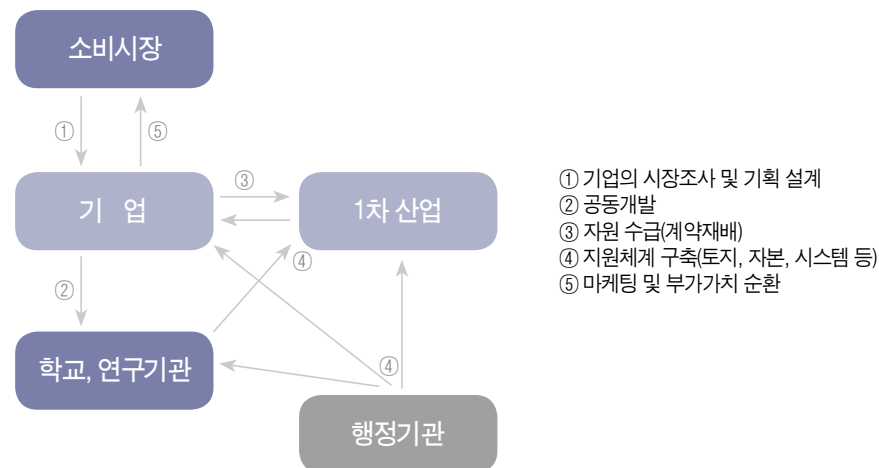 소비시장
① ⑤
기 업
③
1차 산업
④
②
학교, 연구기관
④
행정기관
① 기업의 시장조사 및 기획 설계
② 공동개발
③ 자원 수급(계약재배)
④ 지원체계 구축(토지, 자본, 시스템 등)
⑤ 마케팅 및 부가가치 순환